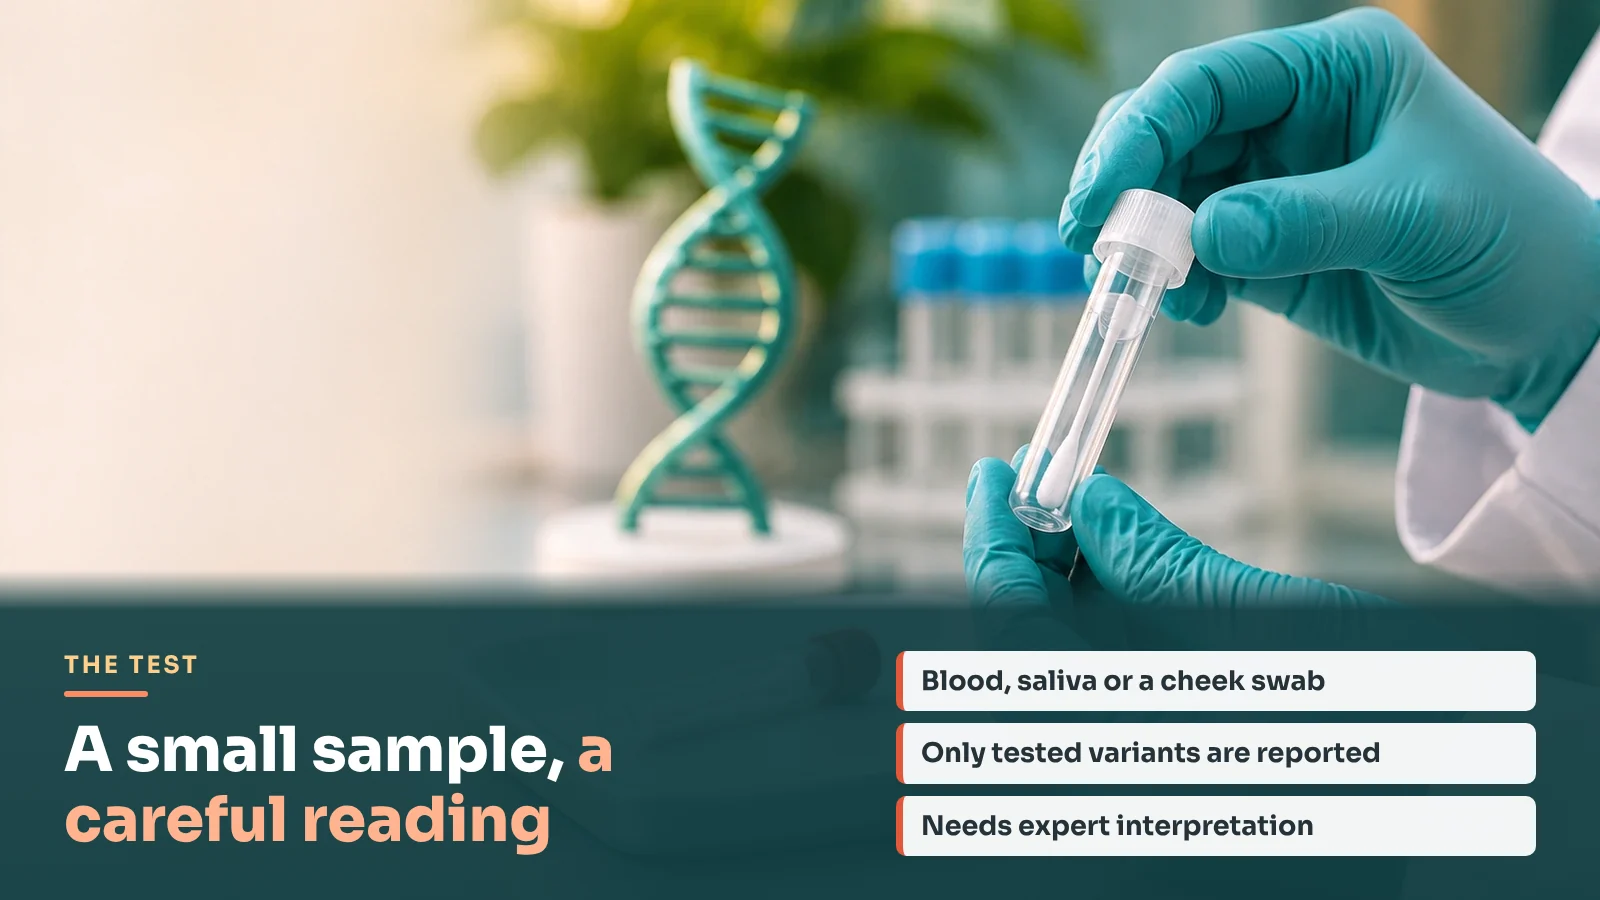 THE TEST
A small sample, a
careful reading
Blood, saliva or a cheek swab
Only tested variants are reported
Needs expert interpretation